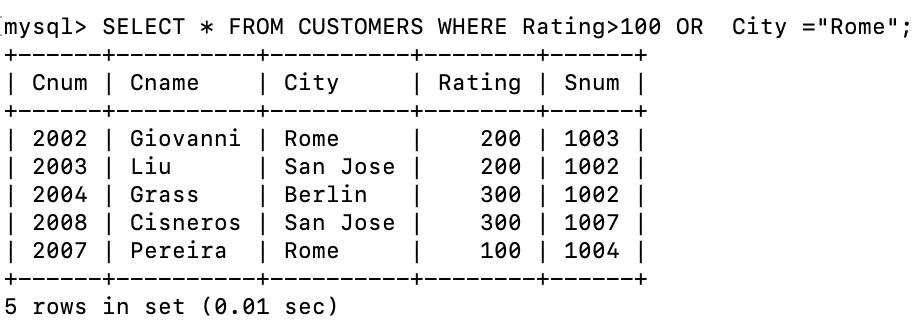 mysql> SELECT * FROM CUSTOMERS WHERE Rating>100 OR  City ="Rome";
+------+----------+----------+--------+------+
| Cnum | Cname    | City     | Rating | Snum |
+------+----------+----------+--------+------+
| 2002 | Giovanni | Rome     |    200 | 1003 |
| 2003 | Liu      | San Jose |    200 | 1002 |
| 2004 | Grass    | Berlin   |    300 | 1002 |
| 2008 | Cisneros | San Jose |    300 | 1007 |
| 2007 | Pereira  | Rome     |    100 | 1004 |
+------+----------+----------+--------+------+
5 rows in set (0.01 sec)